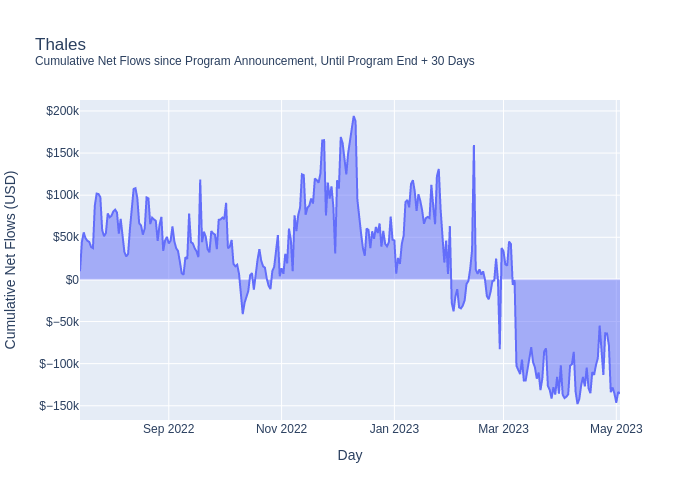 Thales
Cumulative Net Flows since Program Announcement, Until Program End + 30 Days
Cumulative Net Flows (USD)
$200k
$150k
$100k
$50k
$0
$−50k
$−100k
$−150k
Sep 2022
Nov 2022
Jan 2023
Mar 2023
May 2023
Day